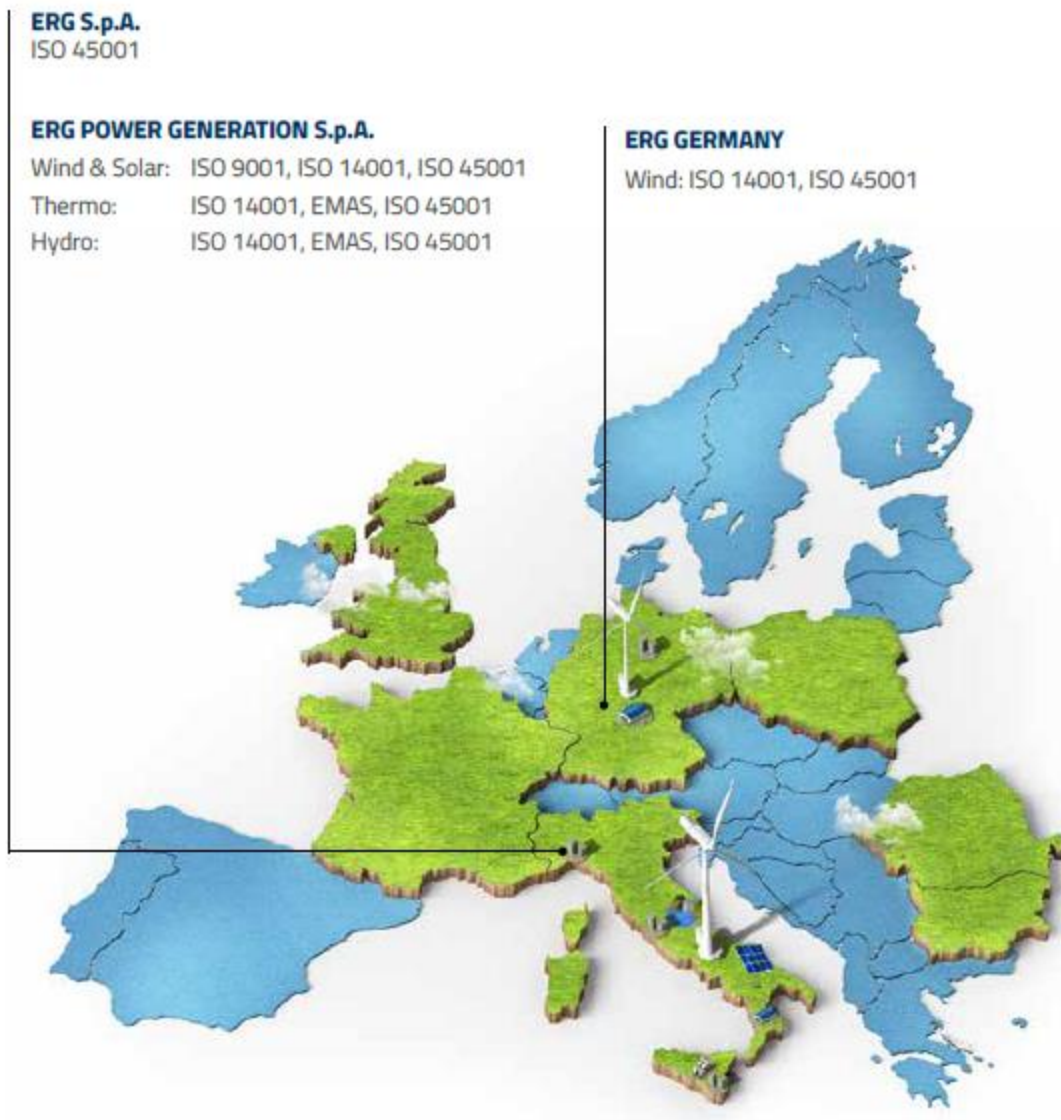 ERG S.p.A.
ISO 45001
ERG POWER GENERATION S.p.A.
Wind & Solar: ISO 9001, ISO 14001, ISO 45001
Thermo: ISO 14001, EMAS, ISO 45001
Hydro: ISO 14001, EMAS, ISO 45001
ERG GERMANY
Wind: ISO 14001, ISO 45001